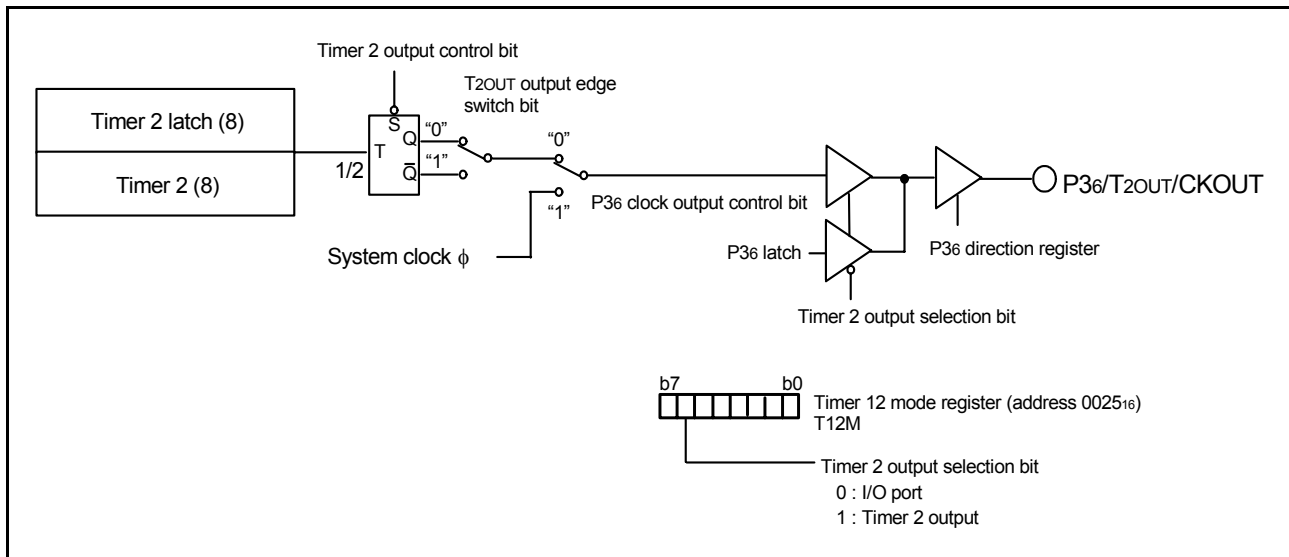 Timer 2 output control bit
T2OUT output edge
switch bit
Timer 2 latch (8)
Timer 2 (8)
1/2
T
S
Q
Q̄
“0”
“1”
“0”
“1”
P36 clock output control bit
System clock ϕ
P36 latch
Timer 2 output selection bit
P36 direction register
P36/T2OUT/CKOUT
b7
b0
Timer 12 mode register (address 002516)
T12M
Timer 2 output selection bit
0 : I/O port
1 : Timer 2 output